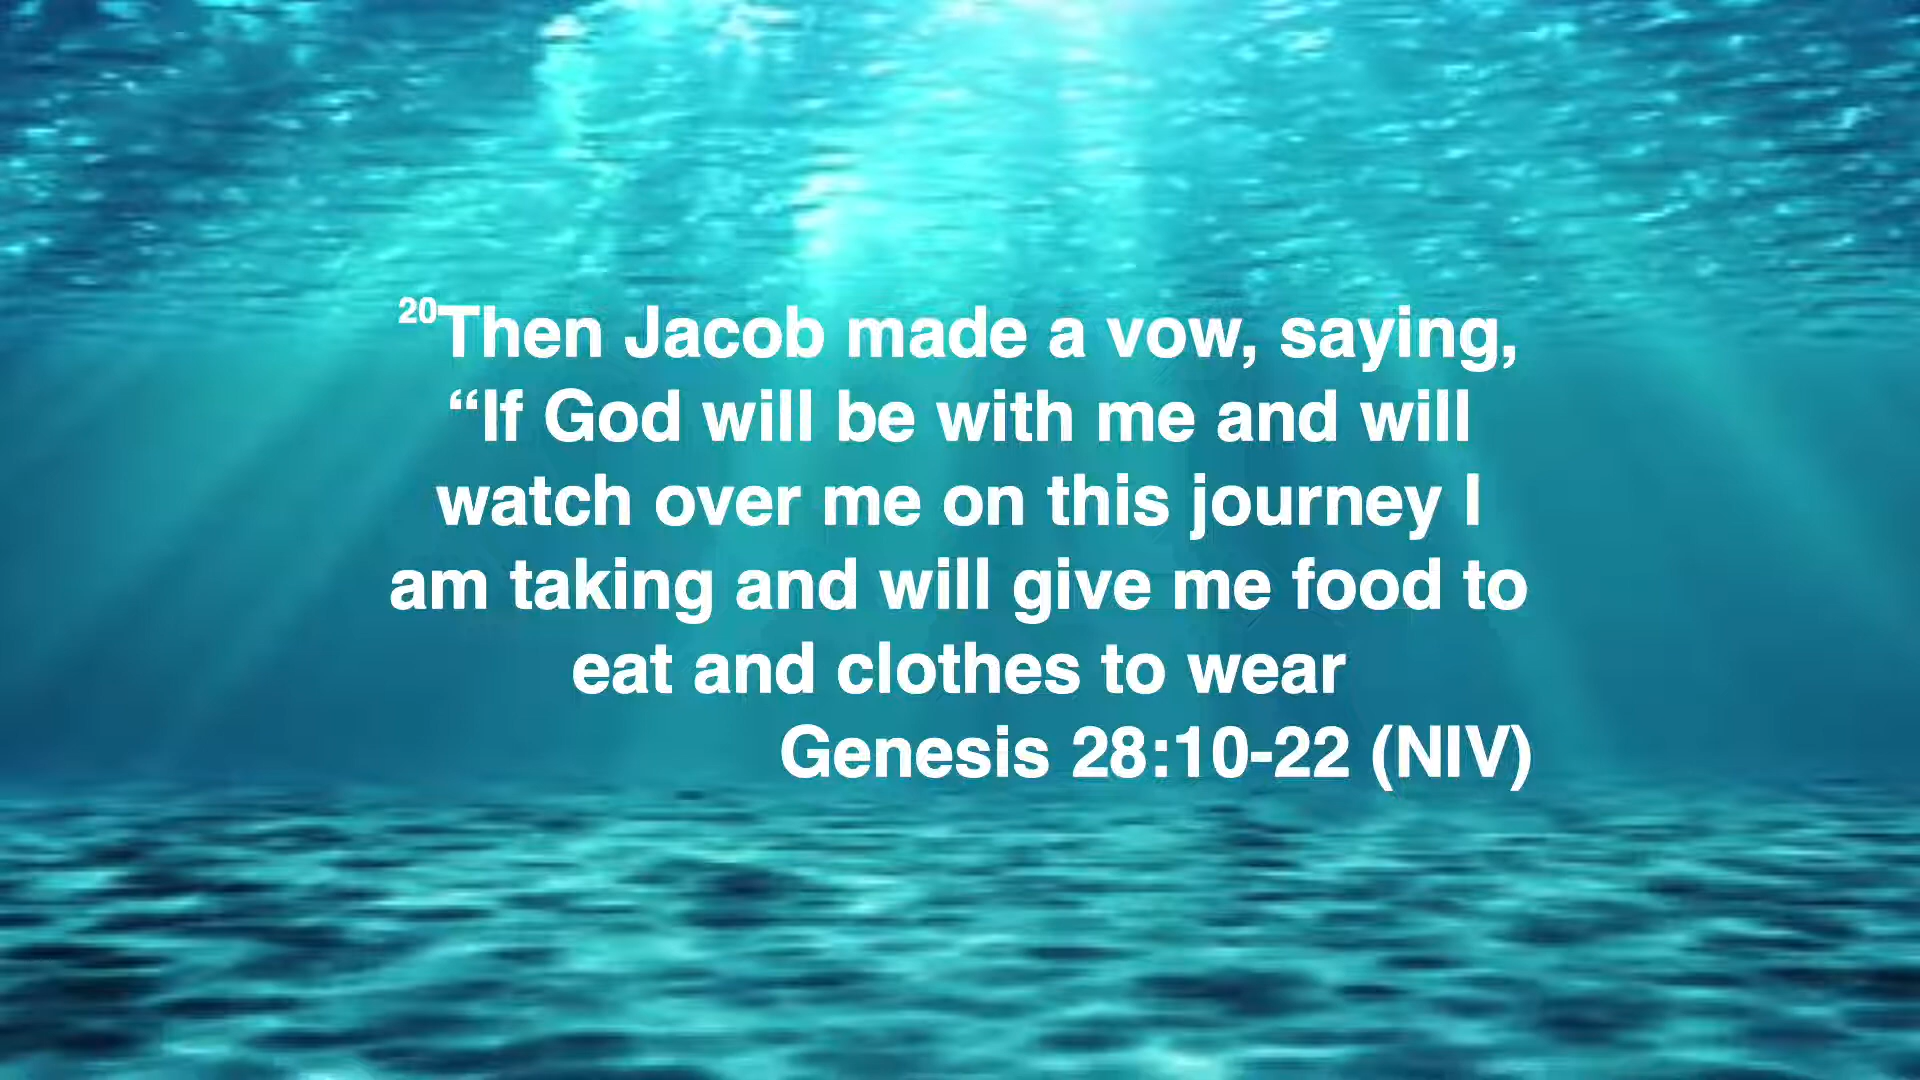 20Then Jacob made a vow, saying,
“If God will be with me and will
watch over me on this journey I
am taking and will give me food to
eat and clothes to wear
Genesis 28:10-22 (NIV)